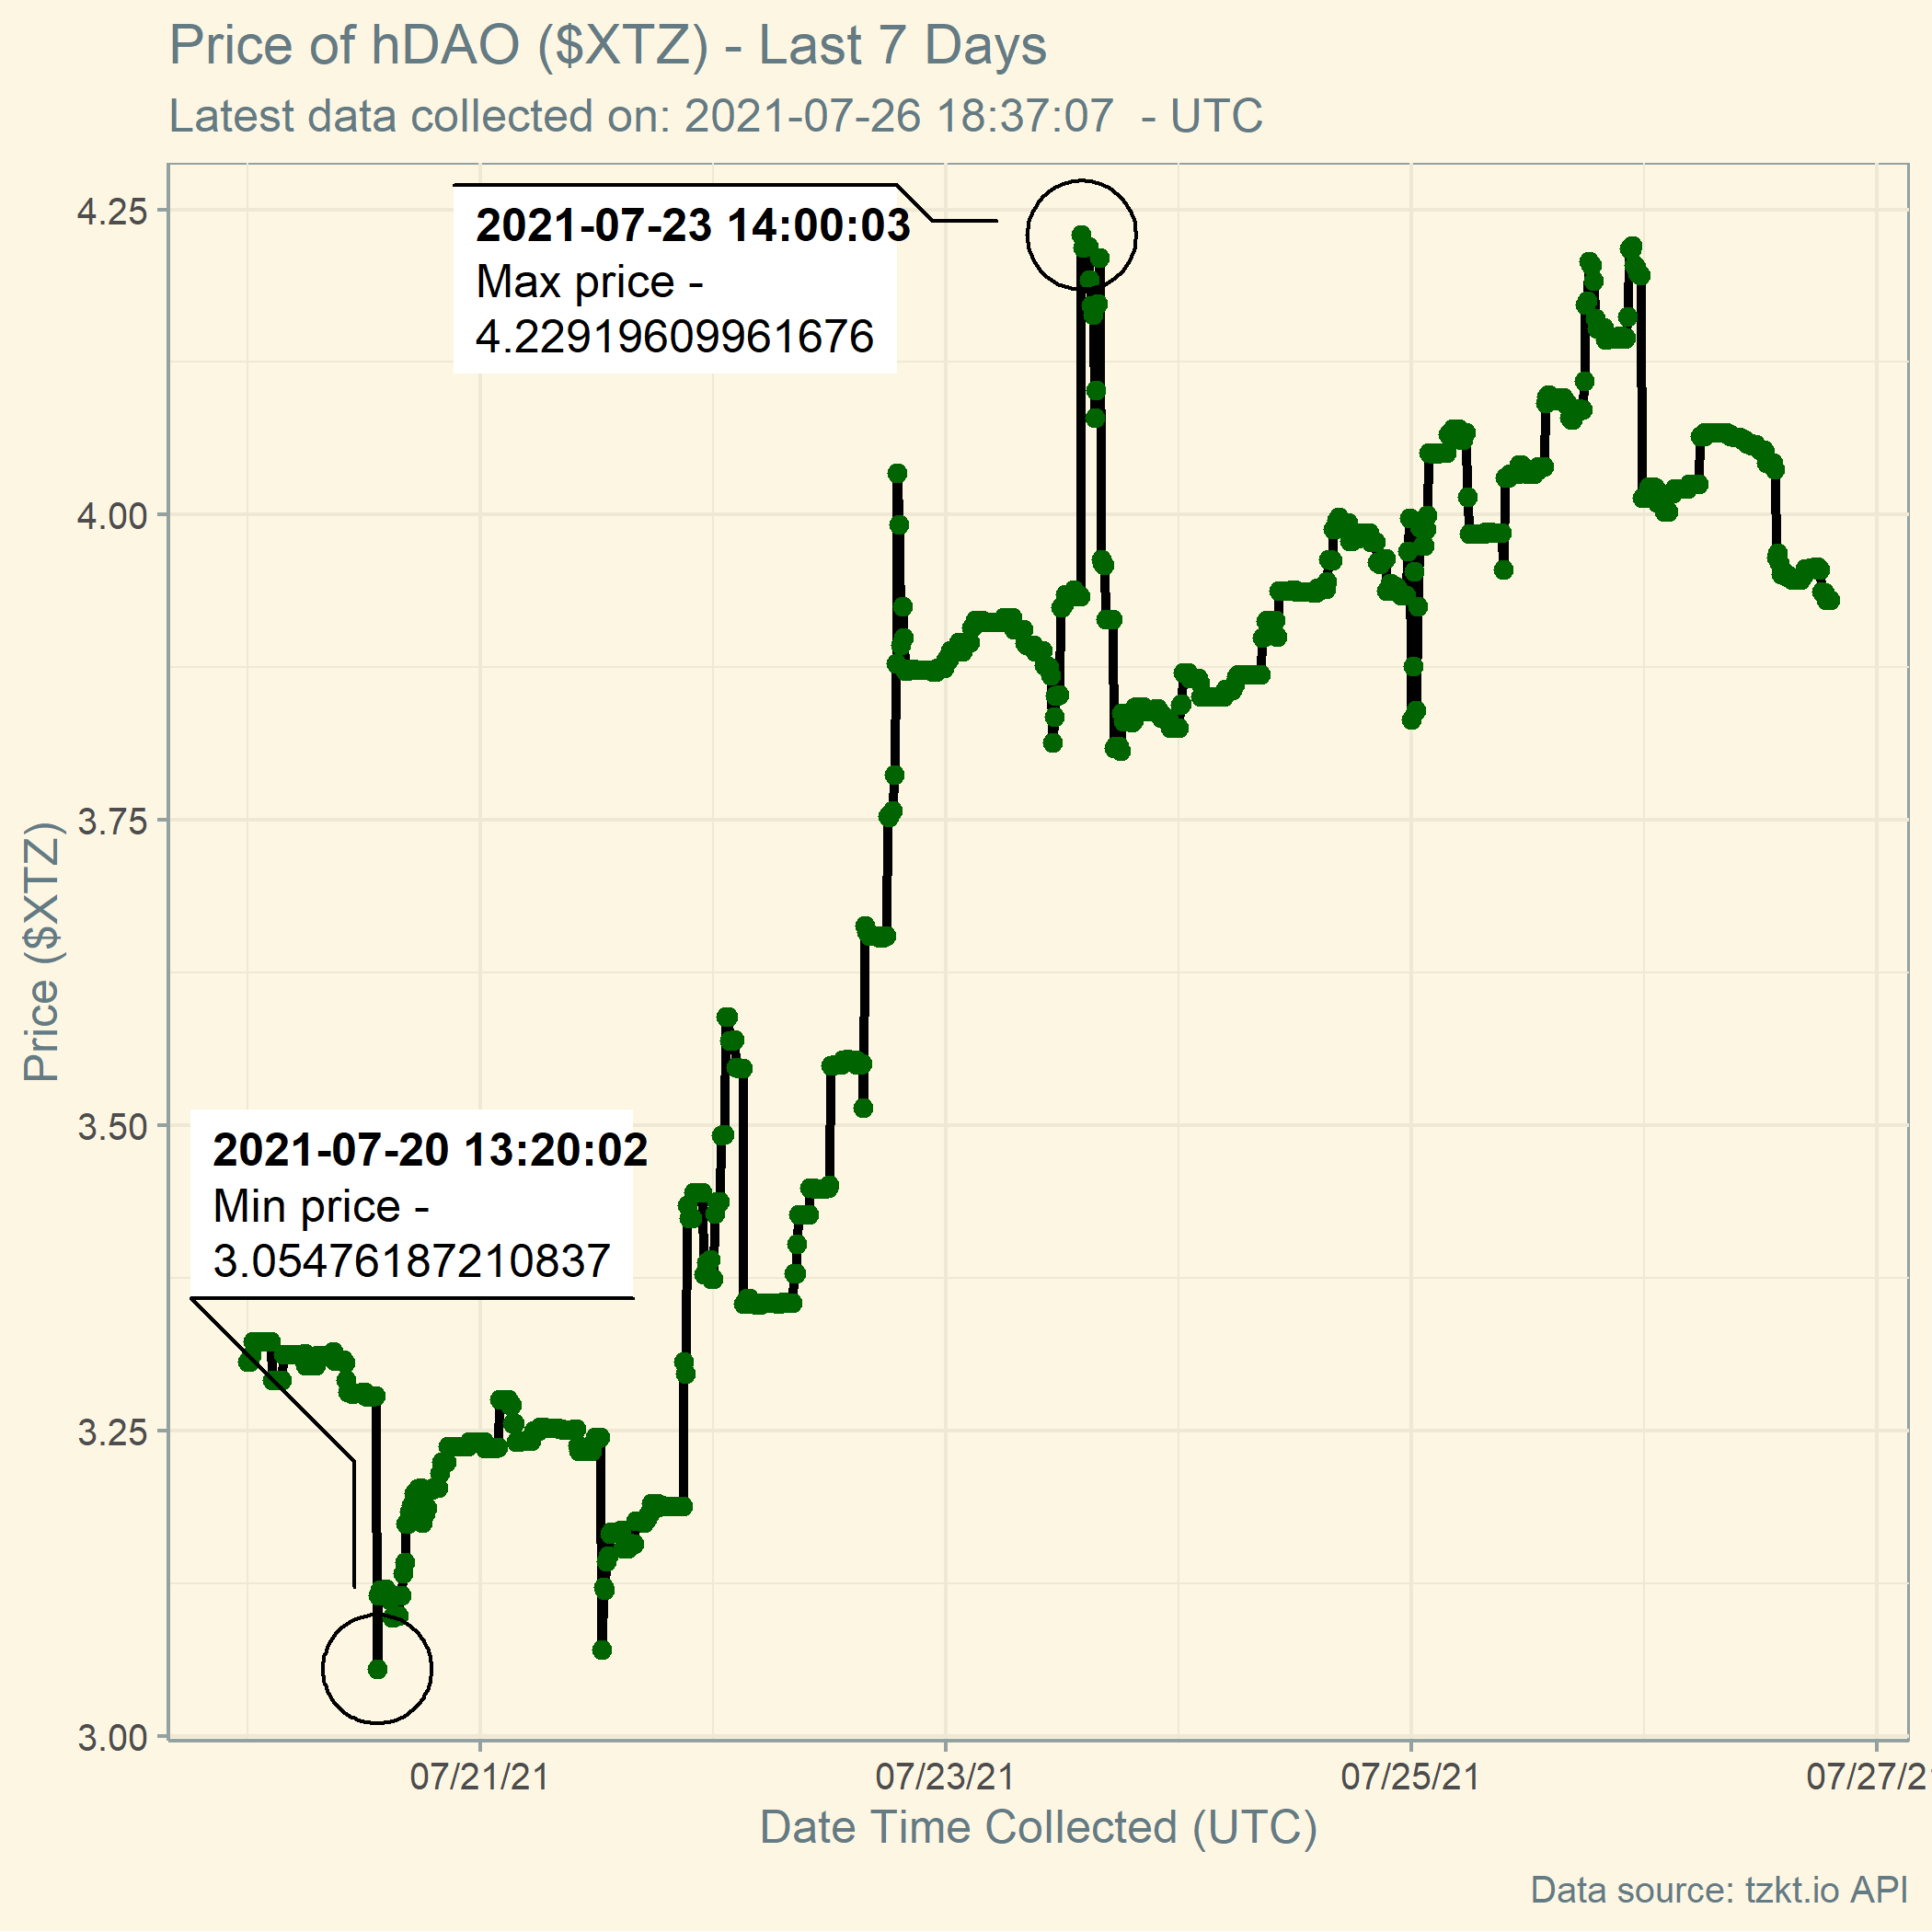 Price of hDAO ($XTZ) - Last 7 Days
Latest data collected on: 2021-07-26 18:37:07 - UTC
4.25
4.00
3.75
3.50
3.25
3.00
Price ($XTZ)
2021-07-23 14:00:03
Max price -
4.22919609961676
2021-07-20 13:20:02
Min price -
3.05476187210837
07/21/21
07/23/21
07/25/21
07/27/2
Date Time Collected (UTC)
Data source: tzkt.io API